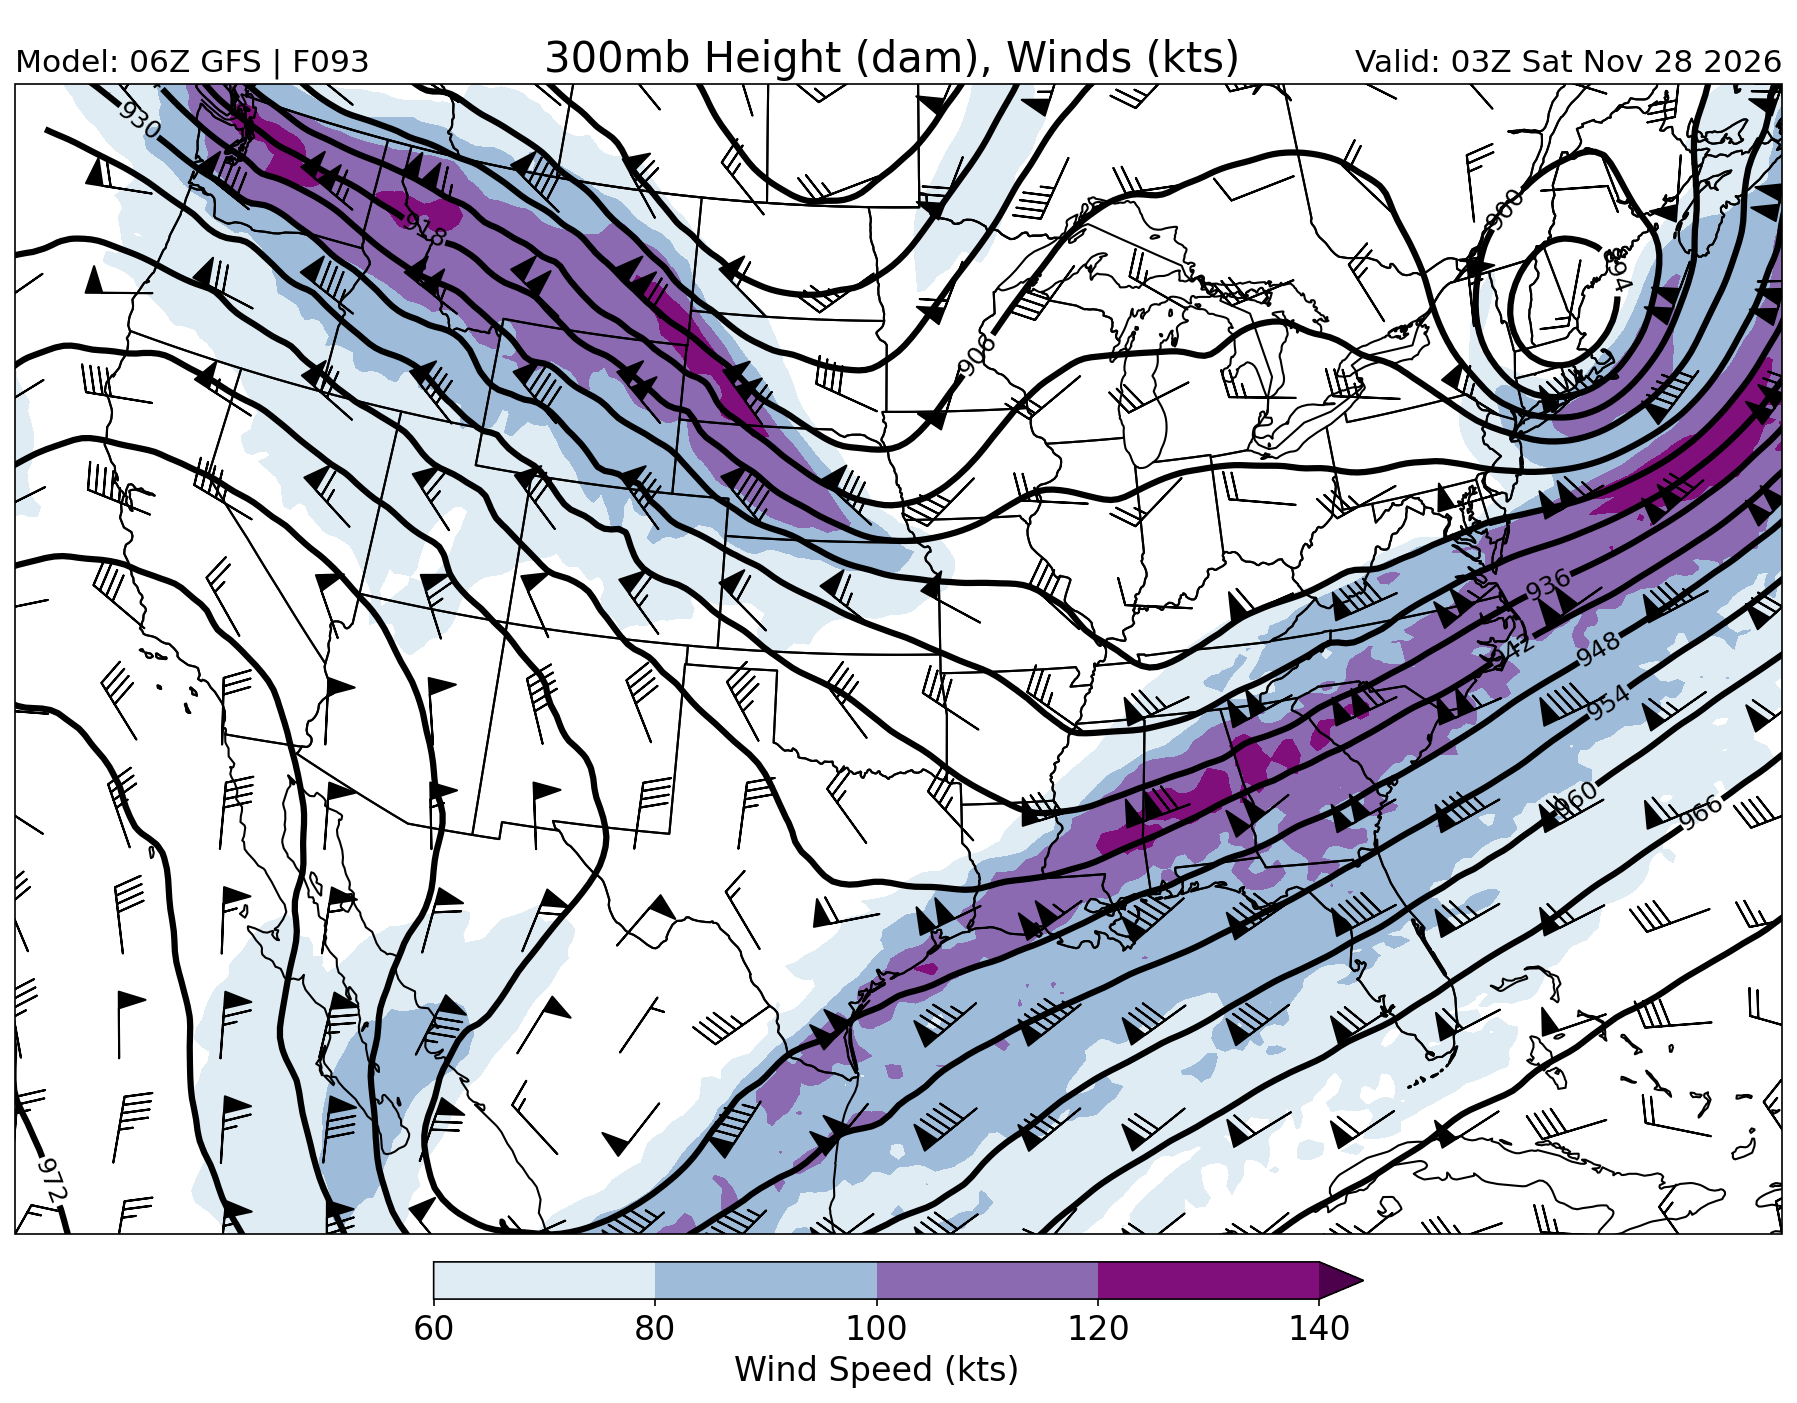 Model: 06Z GFS | F093
300mb Height (dam), Winds (kts)
Valid: 03Z Sat Nov 28 2026
930
918
906
900
894
936
942
948
954
960
966
972
60 80 100 120 140
Wind Speed (kts)